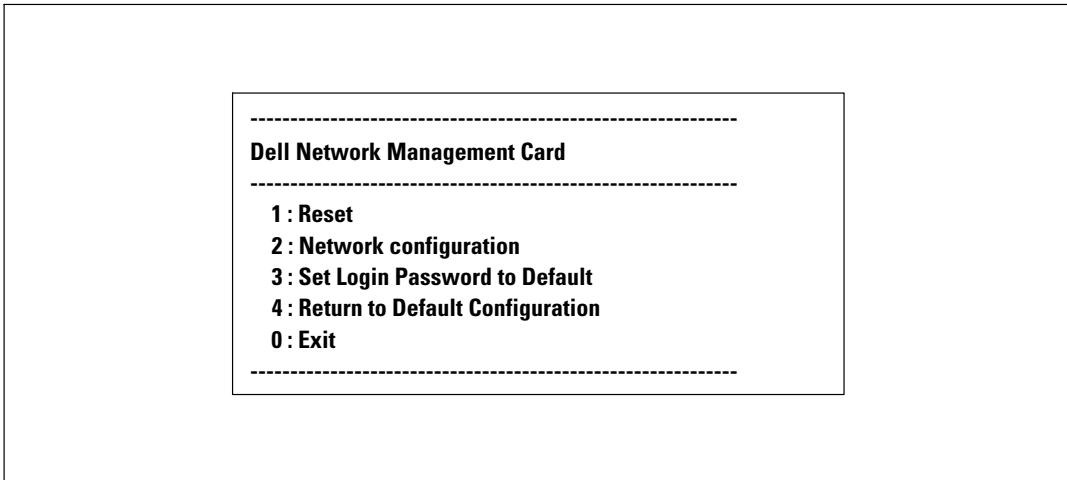 -------------------------------------------------------------
Dell Network Management Card
-------------------------------------------------------------
1 : Reset
2 : Network configuration
3 : Set Login Password to Default
4 : Return to Default Configuration
0 : Exit
-------------------------------------------------------------